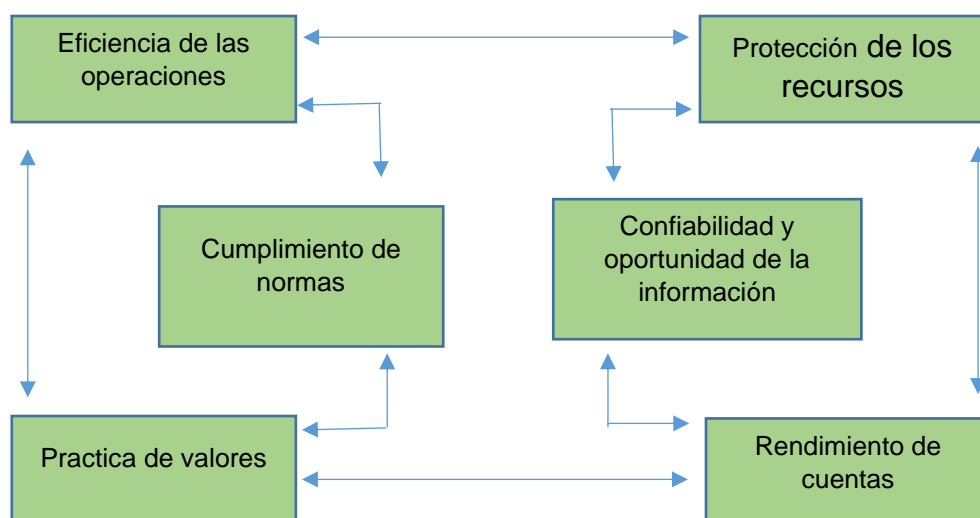 Eficiencia de las
operaciones
Protección de los
recursos
Cumplimiento de
normas
Confiabilidad y
oportunidad de la
información
Practica de valores
Rendimiento de
cuentas